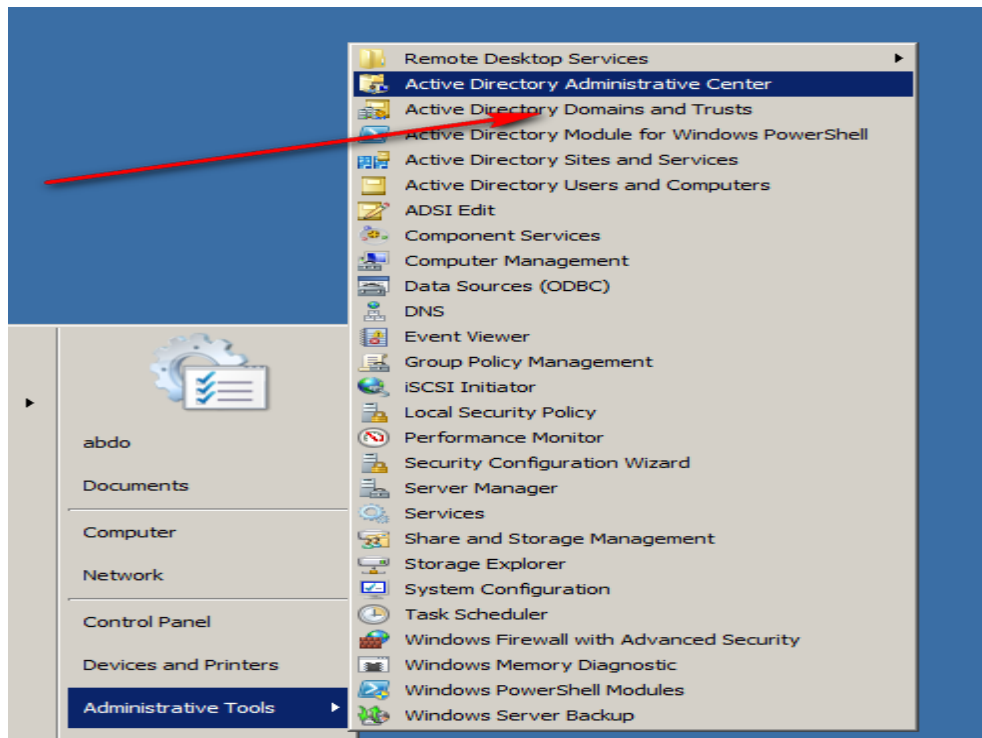 Remote Desktop Services
Active Directory Administrative Center
Active Directory Domains and Trusts
Active Directory Module for Windows PowerShell
Active Directory Sites and Services
Active Directory Users and Computers
ADSI Edit
Component Services
Computer Management
Data Sources (ODBC)
DNS
Event Viewer
Group Policy Management
iSCSI Initiator
Local Security Policy
Performance Monitor
Security Configuration Wizard
Server Manager
Services
Share and Storage Management
Storage Explorer
System Configuration
Task Scheduler
Windows Firewall with Advanced Security
Windows Memory Diagnostic
Windows PowerShell Modules
Windows Server Backup
abdo
Documents
Computer
Network
Control Panel
Devices and Printers
Administrative Tools